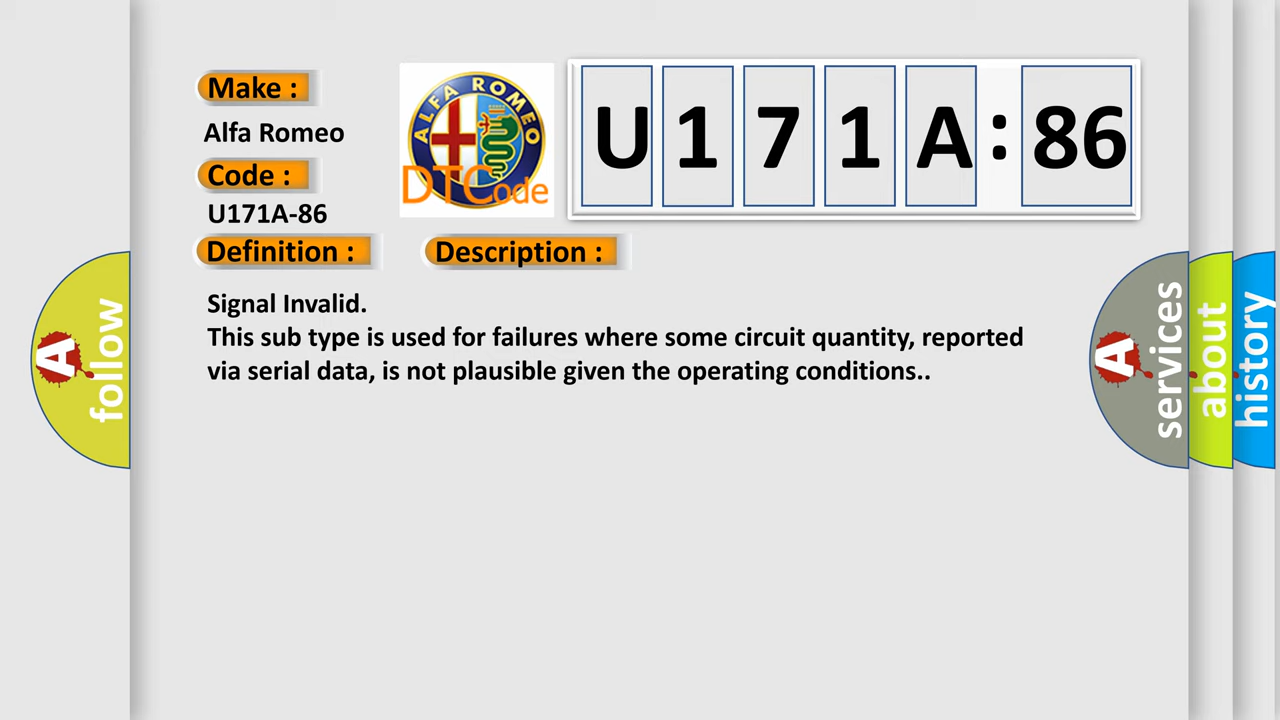 Make :
Alfa Romeo
Code :
U171A-86
Definition :
Description :
ALFA ROMEO
DTCode
U171A:86
Signal Invalid.
This sub type is used for failures where some circuit quantity, reported
via serial data, is not plausible given the operating conditions..
A
follow
A
services
about
history